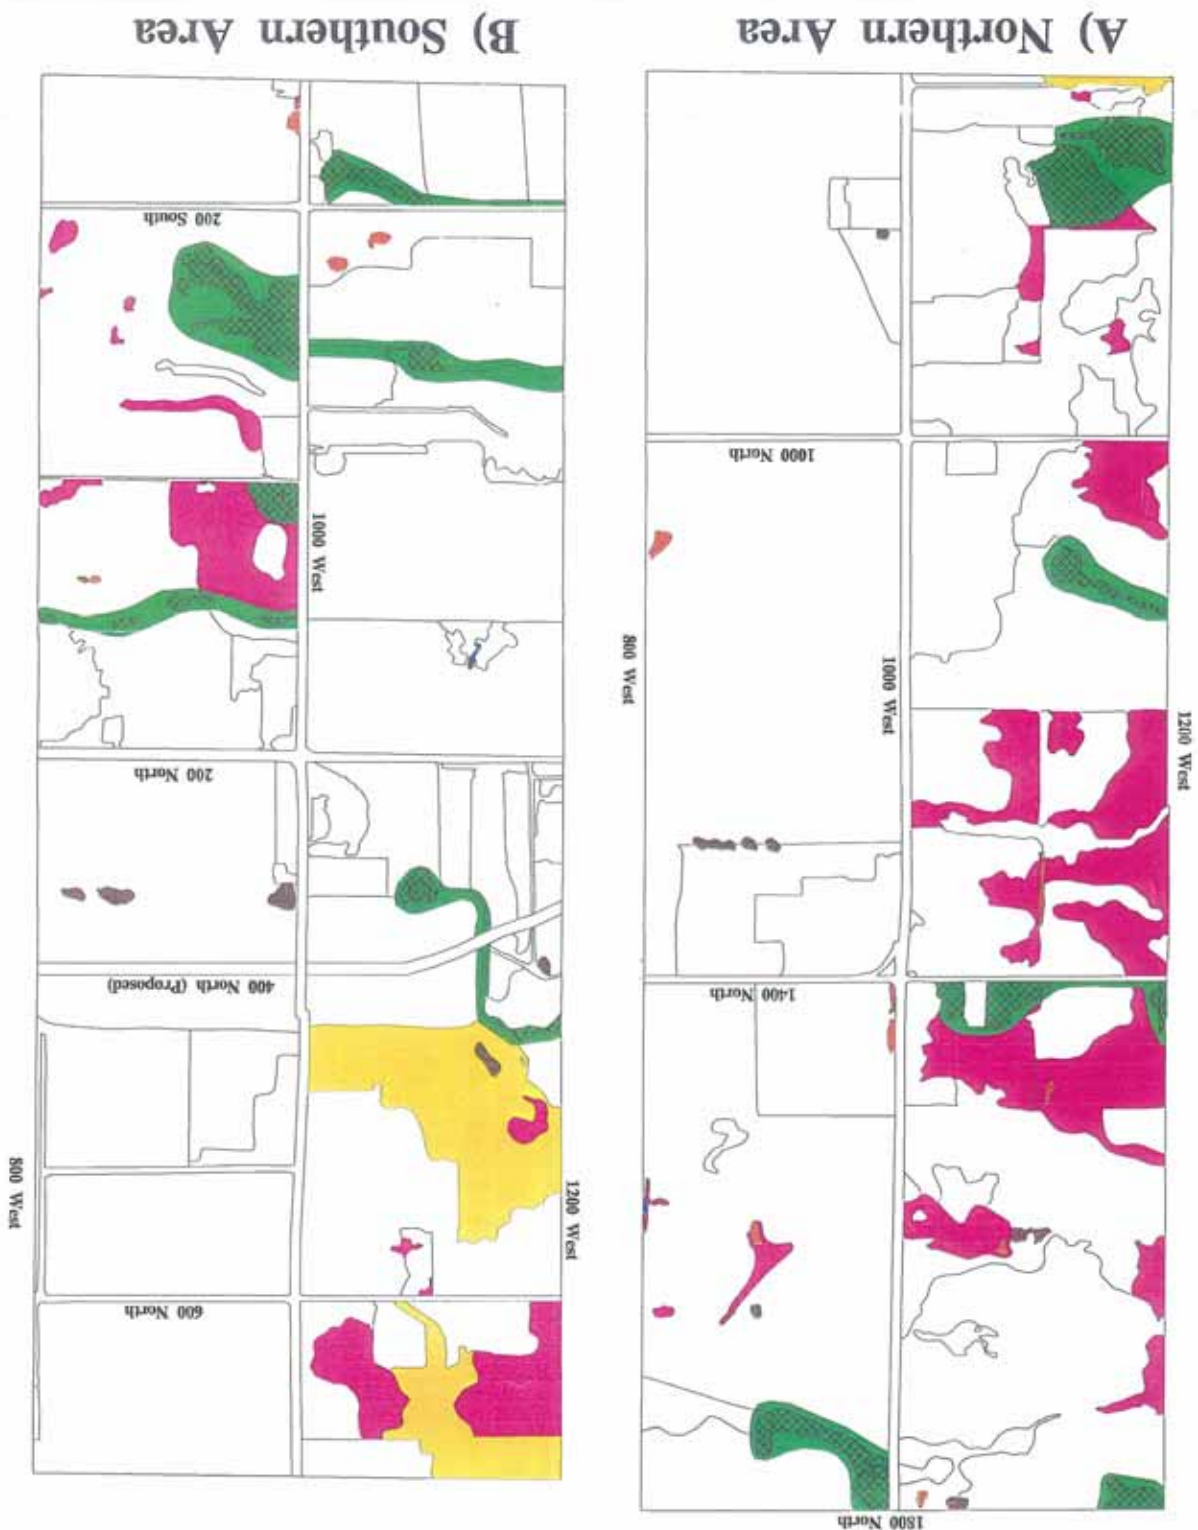 A) Northern Area
1000 North
800 West
1000 West
1200 West
1400 North
1800 North
B) Southern Area
200 South
1000 West
200 North
400 North (Proposed)
800 West
1200 West
600 North